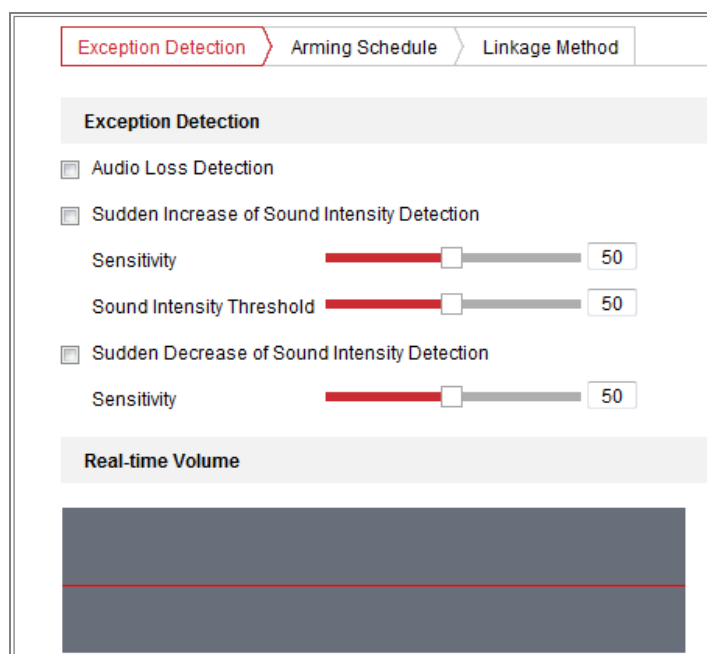 Exception Detection Arming Schedule Linkage Method
Exception Detection
Audio Loss Detection
Sudden Increase of Sound Intensity Detection
Sensitivity 50
Sound Intensity Threshold 50
Sudden Decrease of Sound Intensity Detection
Sensitivity 50
Real-time Volume